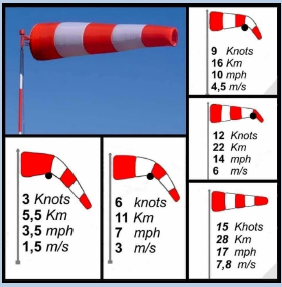 9 Knots
16 Km
10 mph
4,5 m/s
12 Knots
22 Km
14 mph
6 m/s
3 Knots
5,5 Km
3,5 mph
1,5 m/s
6 knots
11 Km
7 mph
3 m/s
15 Khots
28 Km
17 mph
7,8 m/s